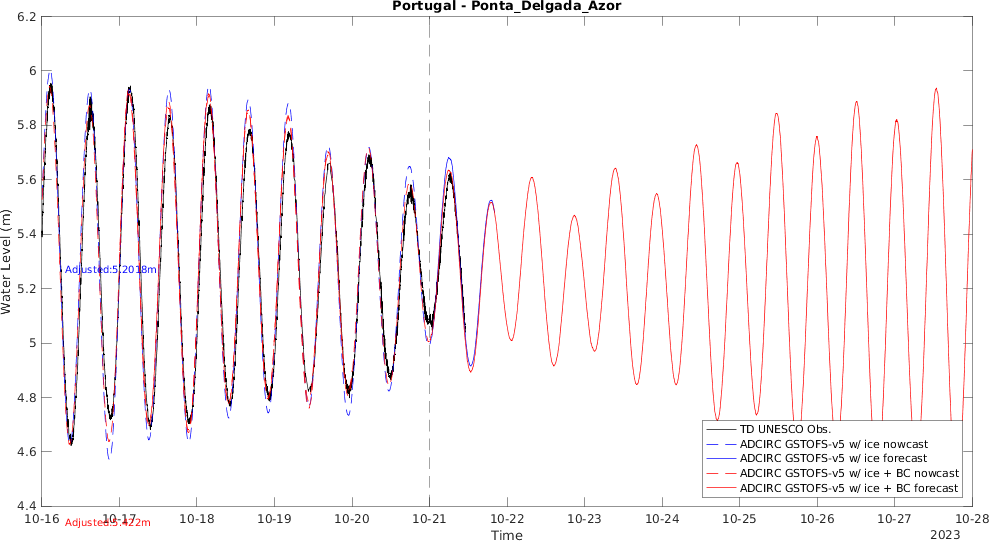 Portugal - Ponta_Delgada_Azor
6.2
6
5.8
5.6
5.4
5.2
5
4.8
4.6
4.4
Water Level (m)
Adjusted:5.2018m
Adjusted:5.422m
TD UNESCO Obs.
ADCIRC GSTOFS-v5 w/ ice nowcast
ADCIRC GSTOFS-v5 w/ ice forecast
ADCIRC GSTOFS-v5 w/ ice + BC nowcast
ADCIRC GSTOFS-v5 w/ ice + BC forecast
10-16 10-17 10-18 10-19 10-20 10-21 10-22 10-23 10-24 10-25 10-26 10-27 10-28
Time
2023